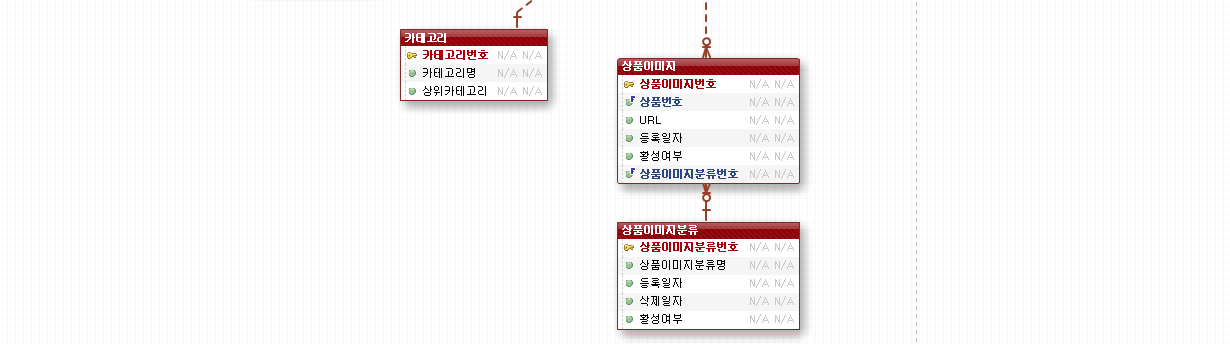 카테고리
카테고리번호 N/A N/A
카테고리명 N/A N/A
상위카테고리 N/A N/A
상품이미지
상품이미지번호 N/A N/A
상품번호 N/A N/A
URL N/A N/A
등록일자 N/A N/A
활성여부 N/A N/A
상품이미지분류번호 N/A N/A
상품이미지분류
상품이미지분류번호 N/A N/A
상품이미지분류명 N/A N/A
등록일자 N/A N/A
삭제일자 N/A N/A
활성여부 N/A N/A